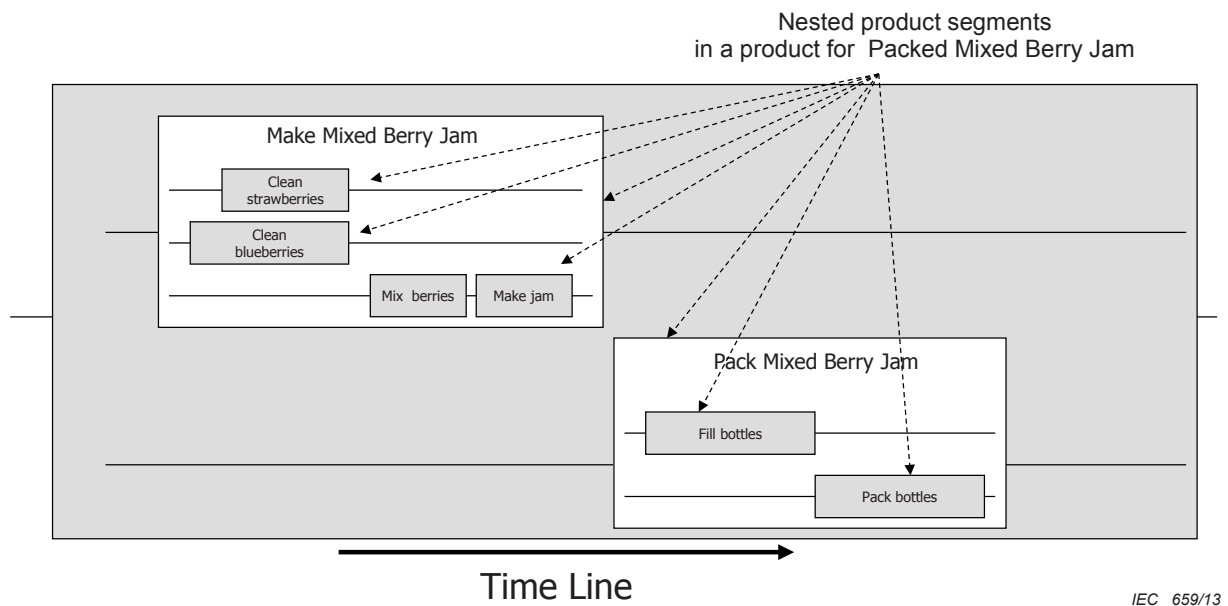 Nested product segments
in a product for Packed Mixed Berry Jam
Make Mixed Berry Jam
Clean
strawberries
Clean
blueberries
Mix berries
Make jam
Pack Mixed Berry Jam
Fill bottles
Pack bottles
Time Line
IEC 659/13